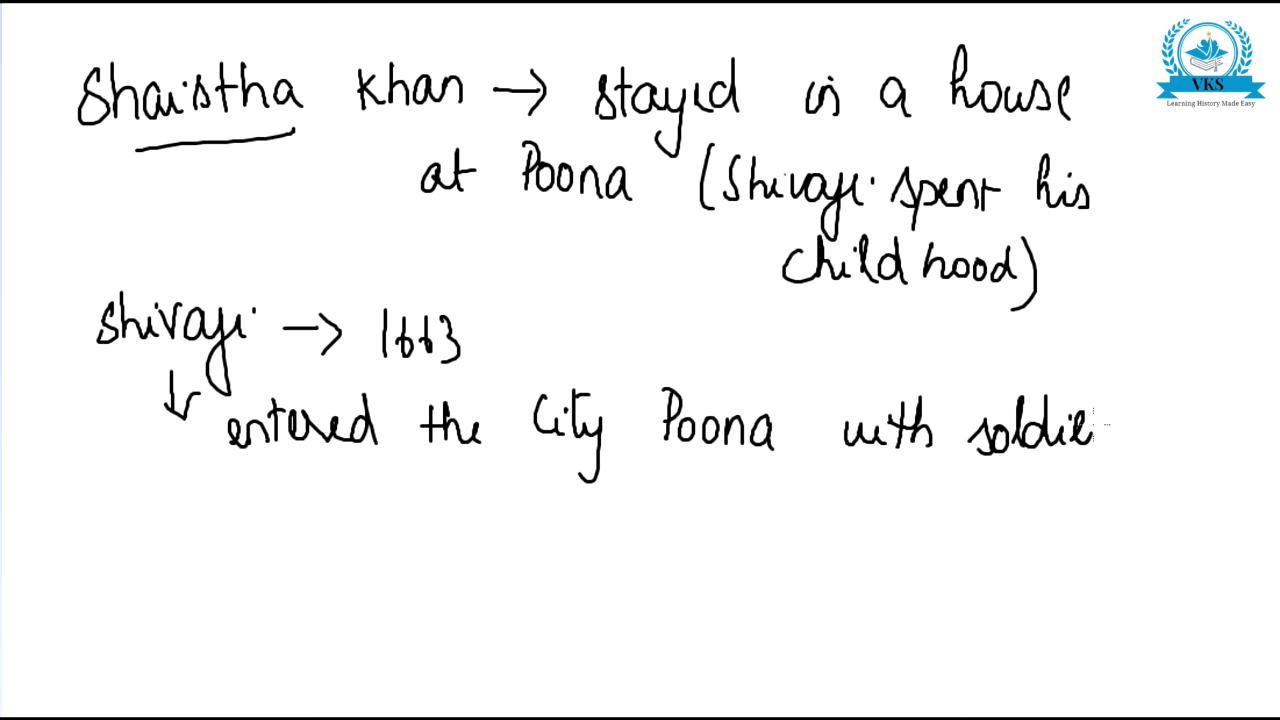 Shaistha Khan → stayed in a house
at Poona (Shivaji spent his
childhood)
Shivaji → 1663
↓ entered the City Poona with soldie
VKS
Learning History Made Easy